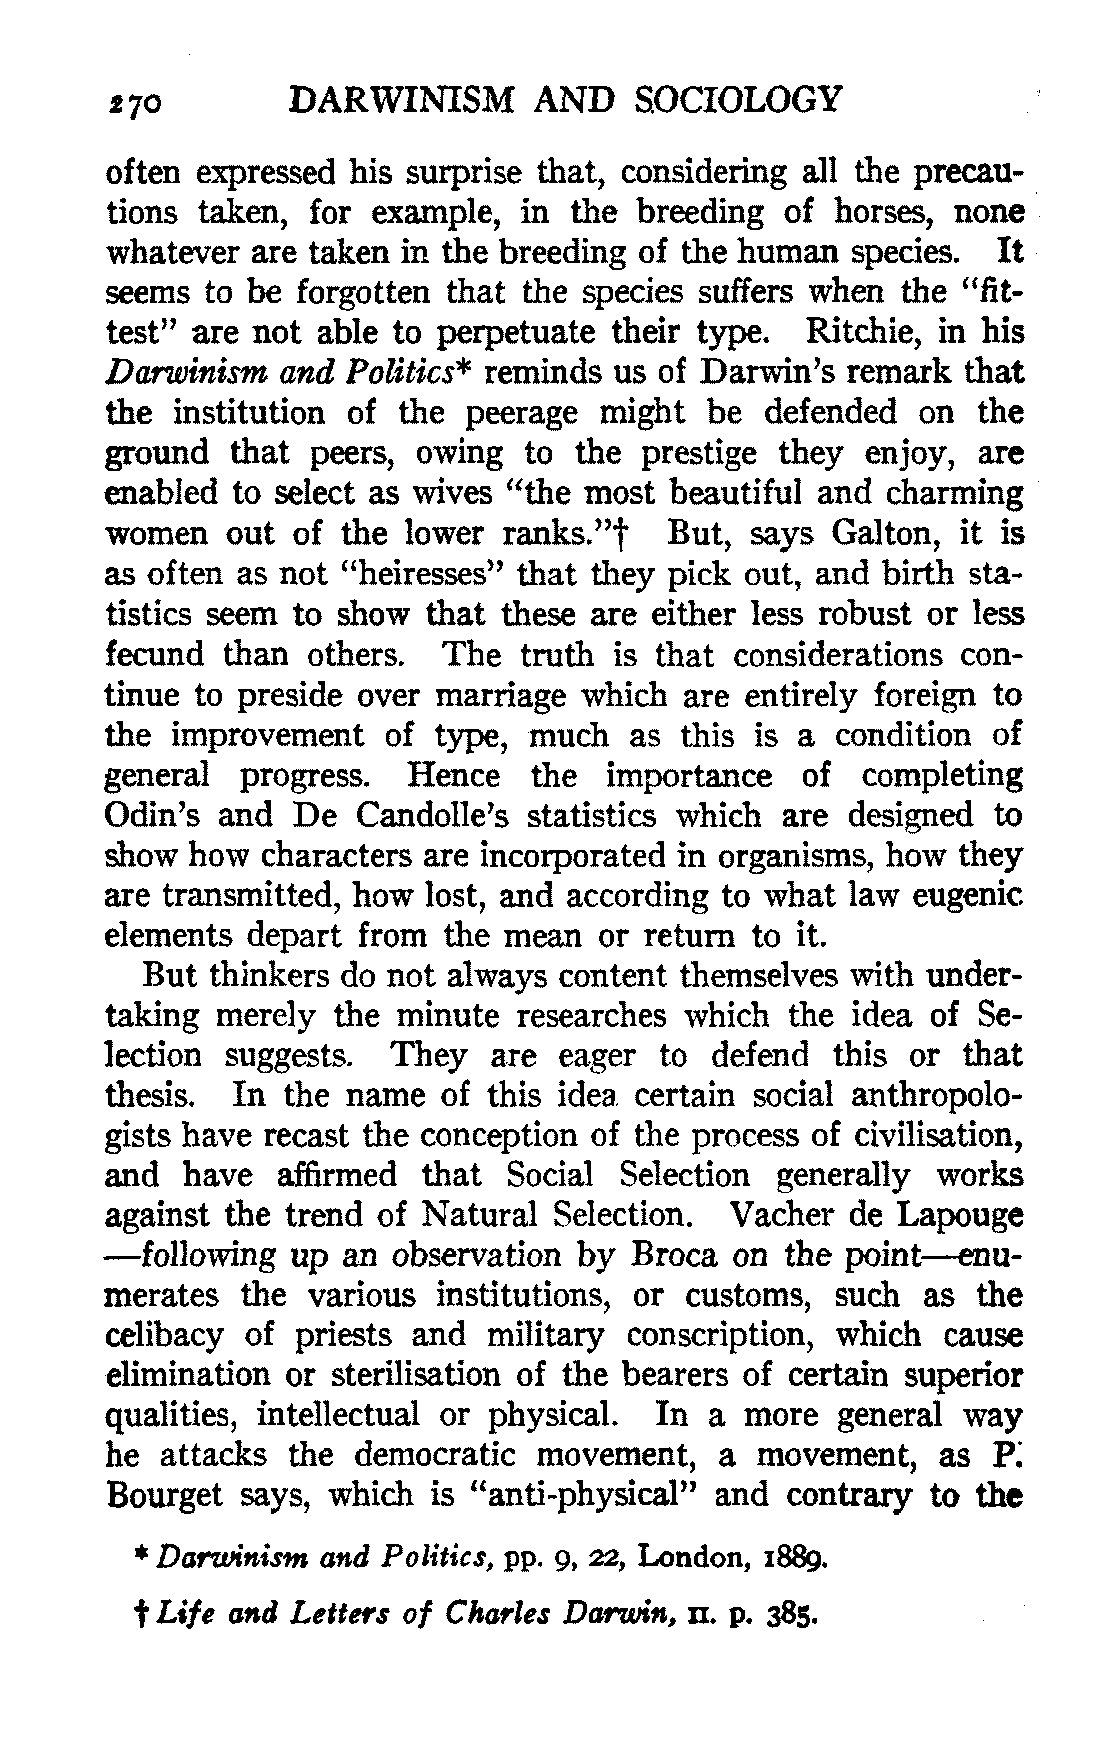 270 DARWINISM AND SOCIOLOGY
often expressed his surprise that, considering all the precau-
tions taken, for example, in the breeding of horses, none
whatever are taken in the breeding of the human species. It
seems to be forgotten that the species suffers when the “fit-
test” are not able to perpetuate their type. Ritchie, in his
Darwinism and Politics* reminds us of Darwin's remark that
the institution of the peerage might be defended on the
ground that peers, owing to the prestige they enjoy, are
enabled to select as wives “the most beautiful and charming
women out of the lower ranks.”† But, says Galton, it is
as often as not “heiresses” that they pick out, and birth sta-
tistics seem to show that these are either less robust or less
fecund than others. The truth is that considerations con-
tinue to preside over marriage which are entirely foreign to
the improvement of type, much as this is a condition of
general progress. Hence the importance of completing
Odin's and De Candolle's statistics which are designed to
show how characters are incorporated in organisms, how they
are transmitted, how lost, and according to what law eugenic
elements depart from the mean or return to it.
But thinkers do not always content themselves with under-
taking merely the minute researches which the idea of Se-
lection suggests. They are eager to defend this or that
thesis. In the name of this idea certain social anthropolo-
gists have recast the conception of the process of civilisation,
and have affirmed that Social Selection generally works
against the trend of Natural Selection. Vacher de Lapouge
—following up an observation by Broca on the point—enu-
merates the various institutions, or customs, such as the
celibacy of priests and military conscription, which cause
elimination or sterilisation of the bearers of certain superior
qualities, intellectual or physical. In a more general way
he attacks the democratic movement, a movement, as P.
Bourget says, which is “anti-physical” and contrary to the
* Darwinism and Politics, pp. 9, 22, London, 1889.
† Life and Letters of Charles Darwin, II. p. 385.